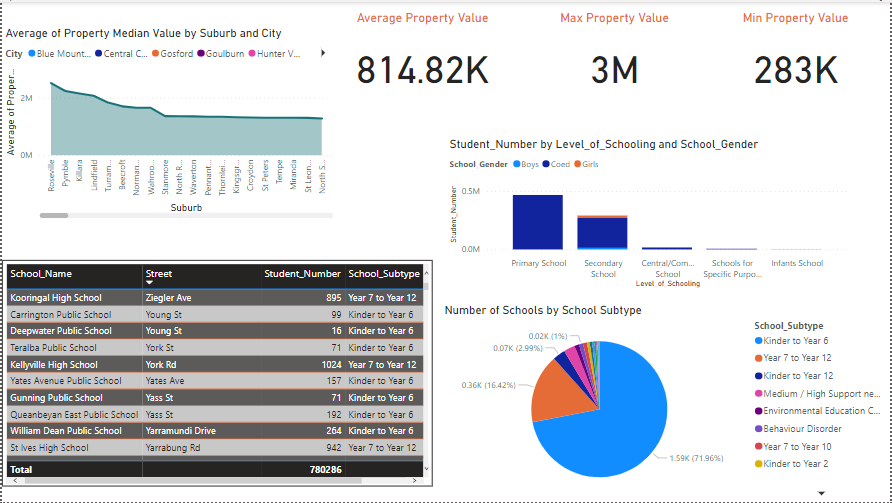 Average Property Value
Max Property Value
Min Property Value
814.82K
3M
283K
Average of Property Median Value by Suburb and City
City Blue Mount... Central C... Gosford Goulburn Hunter V...
Average of Proper...
2M
0M
Roseville
Pymble
Killara
Lindfield
Turram...
Beecroft
Norman...
Wahroo...
Stanmore
North R...
Waverton
Pennant...
Thornlei...
Kingsgr...
Croydon
St Peters
Tempe
Miranda
St Leon...
North S...
Suburb
Student_Number by Level_of_Schooling and School_Gender
School_Gender Boys Coed Girls
Student_Number
0.5M
0.0M
Primary School
Secondary School
Central/Com... School
Schools for Specific Purpo...
Infants School
Level_of_Schooling
School_Name Street Student_Number School_Subtype
Kooringal High School Ziegler Ave 895 Year 7 to Year 12
Carrington Public School Young St 99 Kinder to Year 6
Deepwater Public School Young St 16 Kinder to Year 6
Teralba Public School York St 71 Kinder to Year 6
Kellyville High School York Rd 1024 Year 7 to Year 12
Yates Avenue Public School Yates Ave 157 Kinder to Year 6
Gunning Public School Yass St 71 Kinder to Year 6
Queanbeyan East Public School Yass St 192 Kinder to Year 6
William Dean Public School Yarramundi Drive 264 Kinder to Year 6
St Ives High School Yarrabung Rd 942 Year 7 to Year 12
Total 780286
Number of Schools by School Subtype
0.02K (1%)
0.07K (2.99%)
0.36K (16.42%)
1.59K (71.96%)
School_Subtype
Kinder to Year 6
Year 7 to Year 12
Kinder to Year 12
Medium / High Support ne...
Environmental Education C...
Behaviour Disorder
Year 7 to Year 10
Kinder to Year 2